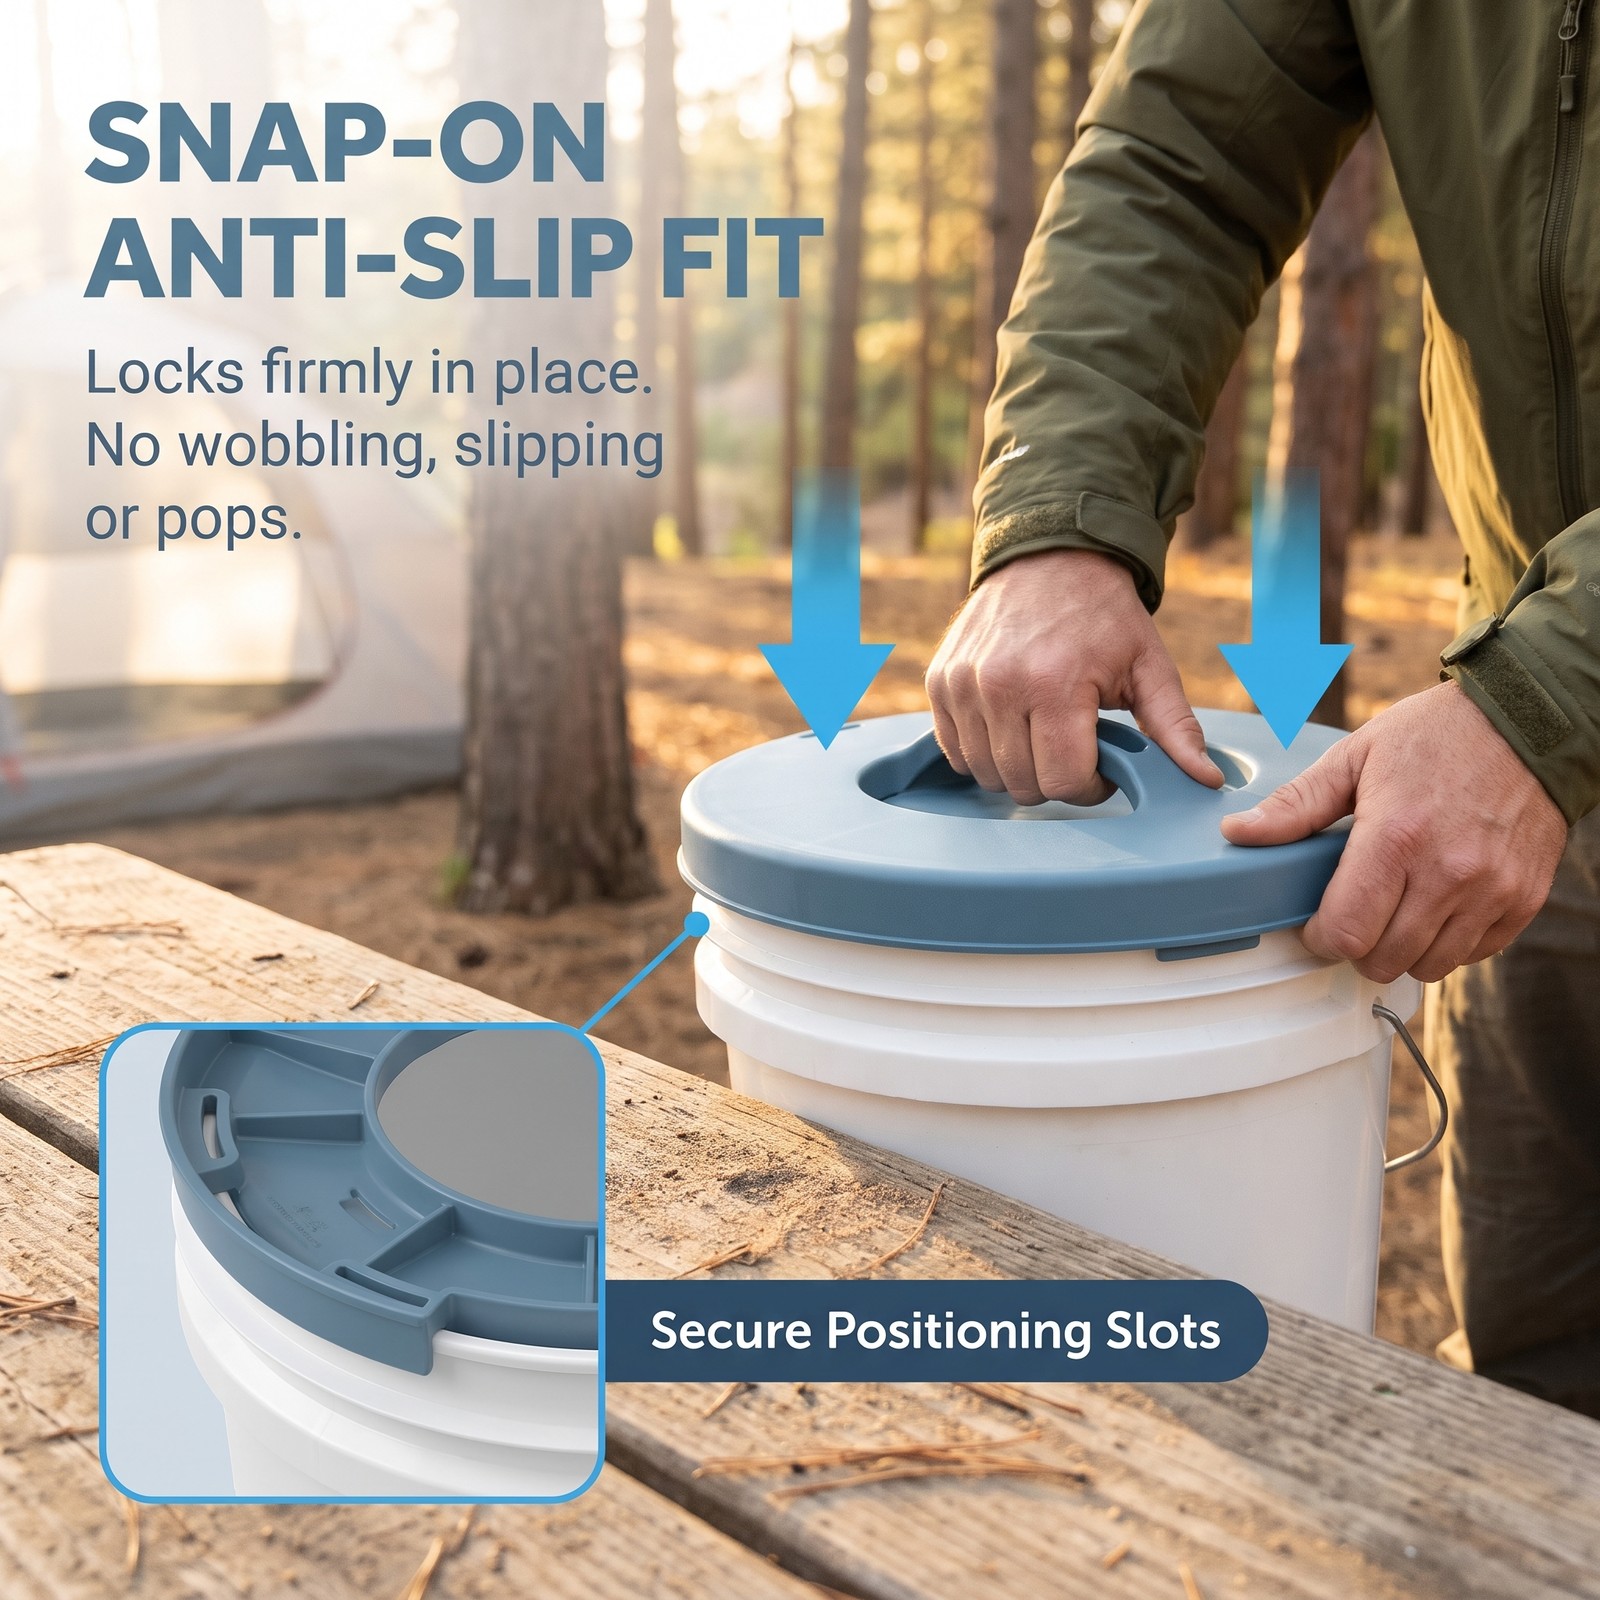 SNAP-ON
ANTI-SLIP FIT
Locks firmly in place.
No wobbling, slipping
or pops.
Secure Positioning Slots